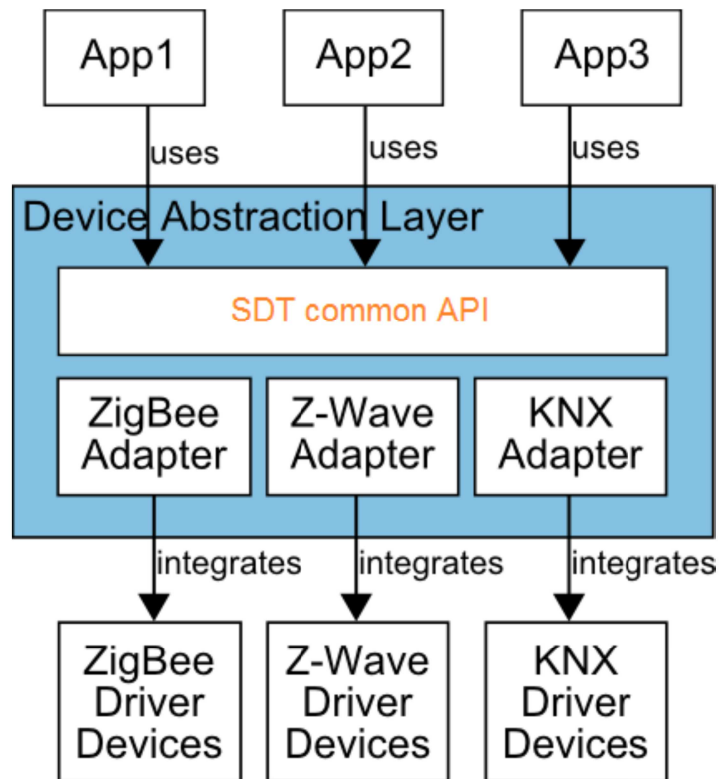 App1
App2
App3
uses
uses
uses
Device Abstraction Layer
SDT common API
ZigBee
Adapter
Z-Wave
Adapter
KNX
Adapter
integrates
integrates
integrates
ZigBee
Driver
Devices
Z-Wave
Driver
Devices
KNX
Driver
Devices